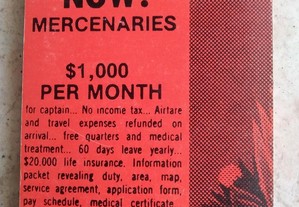 NOW!
MERCENARIES
$1,000
PER MONTH
for captain... No income tax... Airfare
and travel expenses refunded on
arrival... free quarters and medical
treatment... 60 days leave yearly...
$20,000 life insurance. Information
packet revealing duty, area, map,
service agreement, application form,
pay schedule, medical certificate